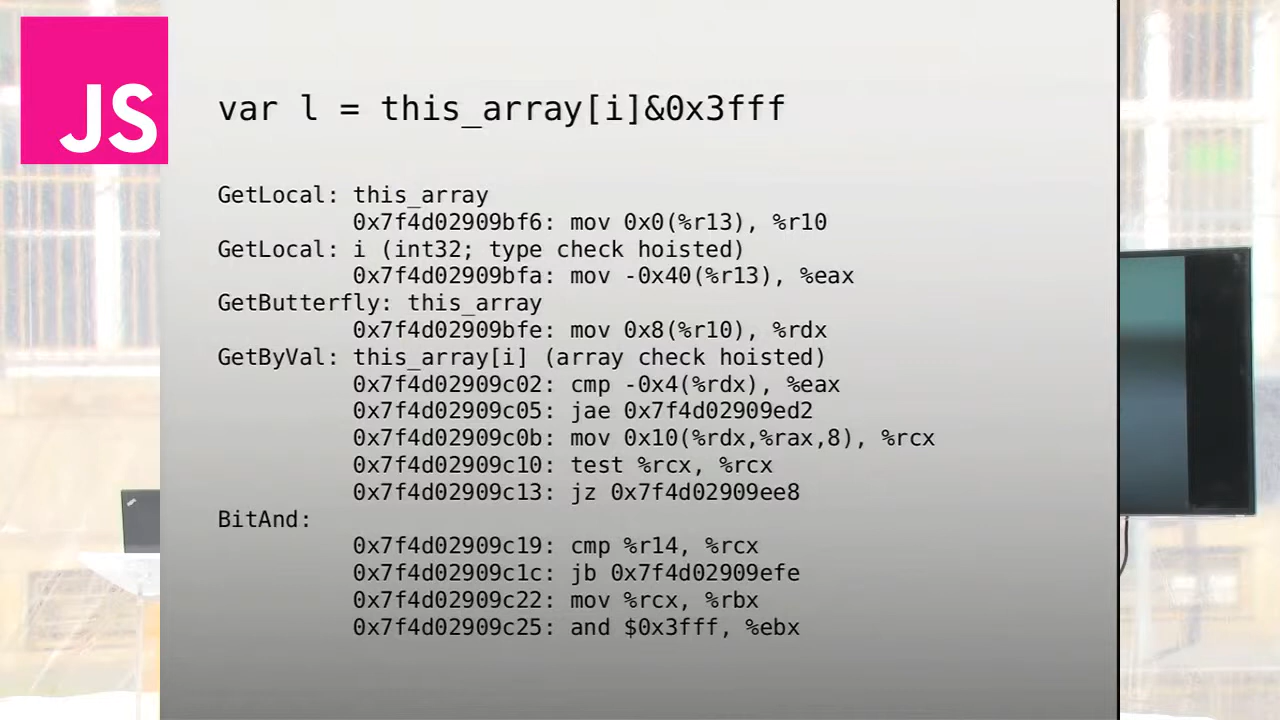 JS
var l = this_array[i]&0x3fff
GetLocal: this_array
0x7f4d02909bf6: mov 0x0(%r13), %r10
GetLocal: i (int32; type check hoisted)
0x7f4d02909bfa: mov -0x40(%r13), %eax
GetButterfly: this_array
0x7f4d02909bfe: mov 0x8(%r10), %rdx
GetByVal: this_array[i] (array check hoisted)
0x7f4d02909c02: cmp -0x4(%rdx), %eax
0x7f4d02909c05: jae 0x7f4d02909ed2
0x7f4d02909c0b: mov 0x10(%rdx,%rax,8), %rcx
0x7f4d02909c10: test %rcx, %rcx
0x7f4d02909c13: jz 0x7f4d02909ee8
BitAnd:
0x7f4d02909c19: cmp %r14, %rcx
0x7f4d02909c1c: jb 0x7f4d02909efe
0x7f4d02909c22: mov %rcx, %rbx
0x7f4d02909c25: and $0x3fff, %ebx